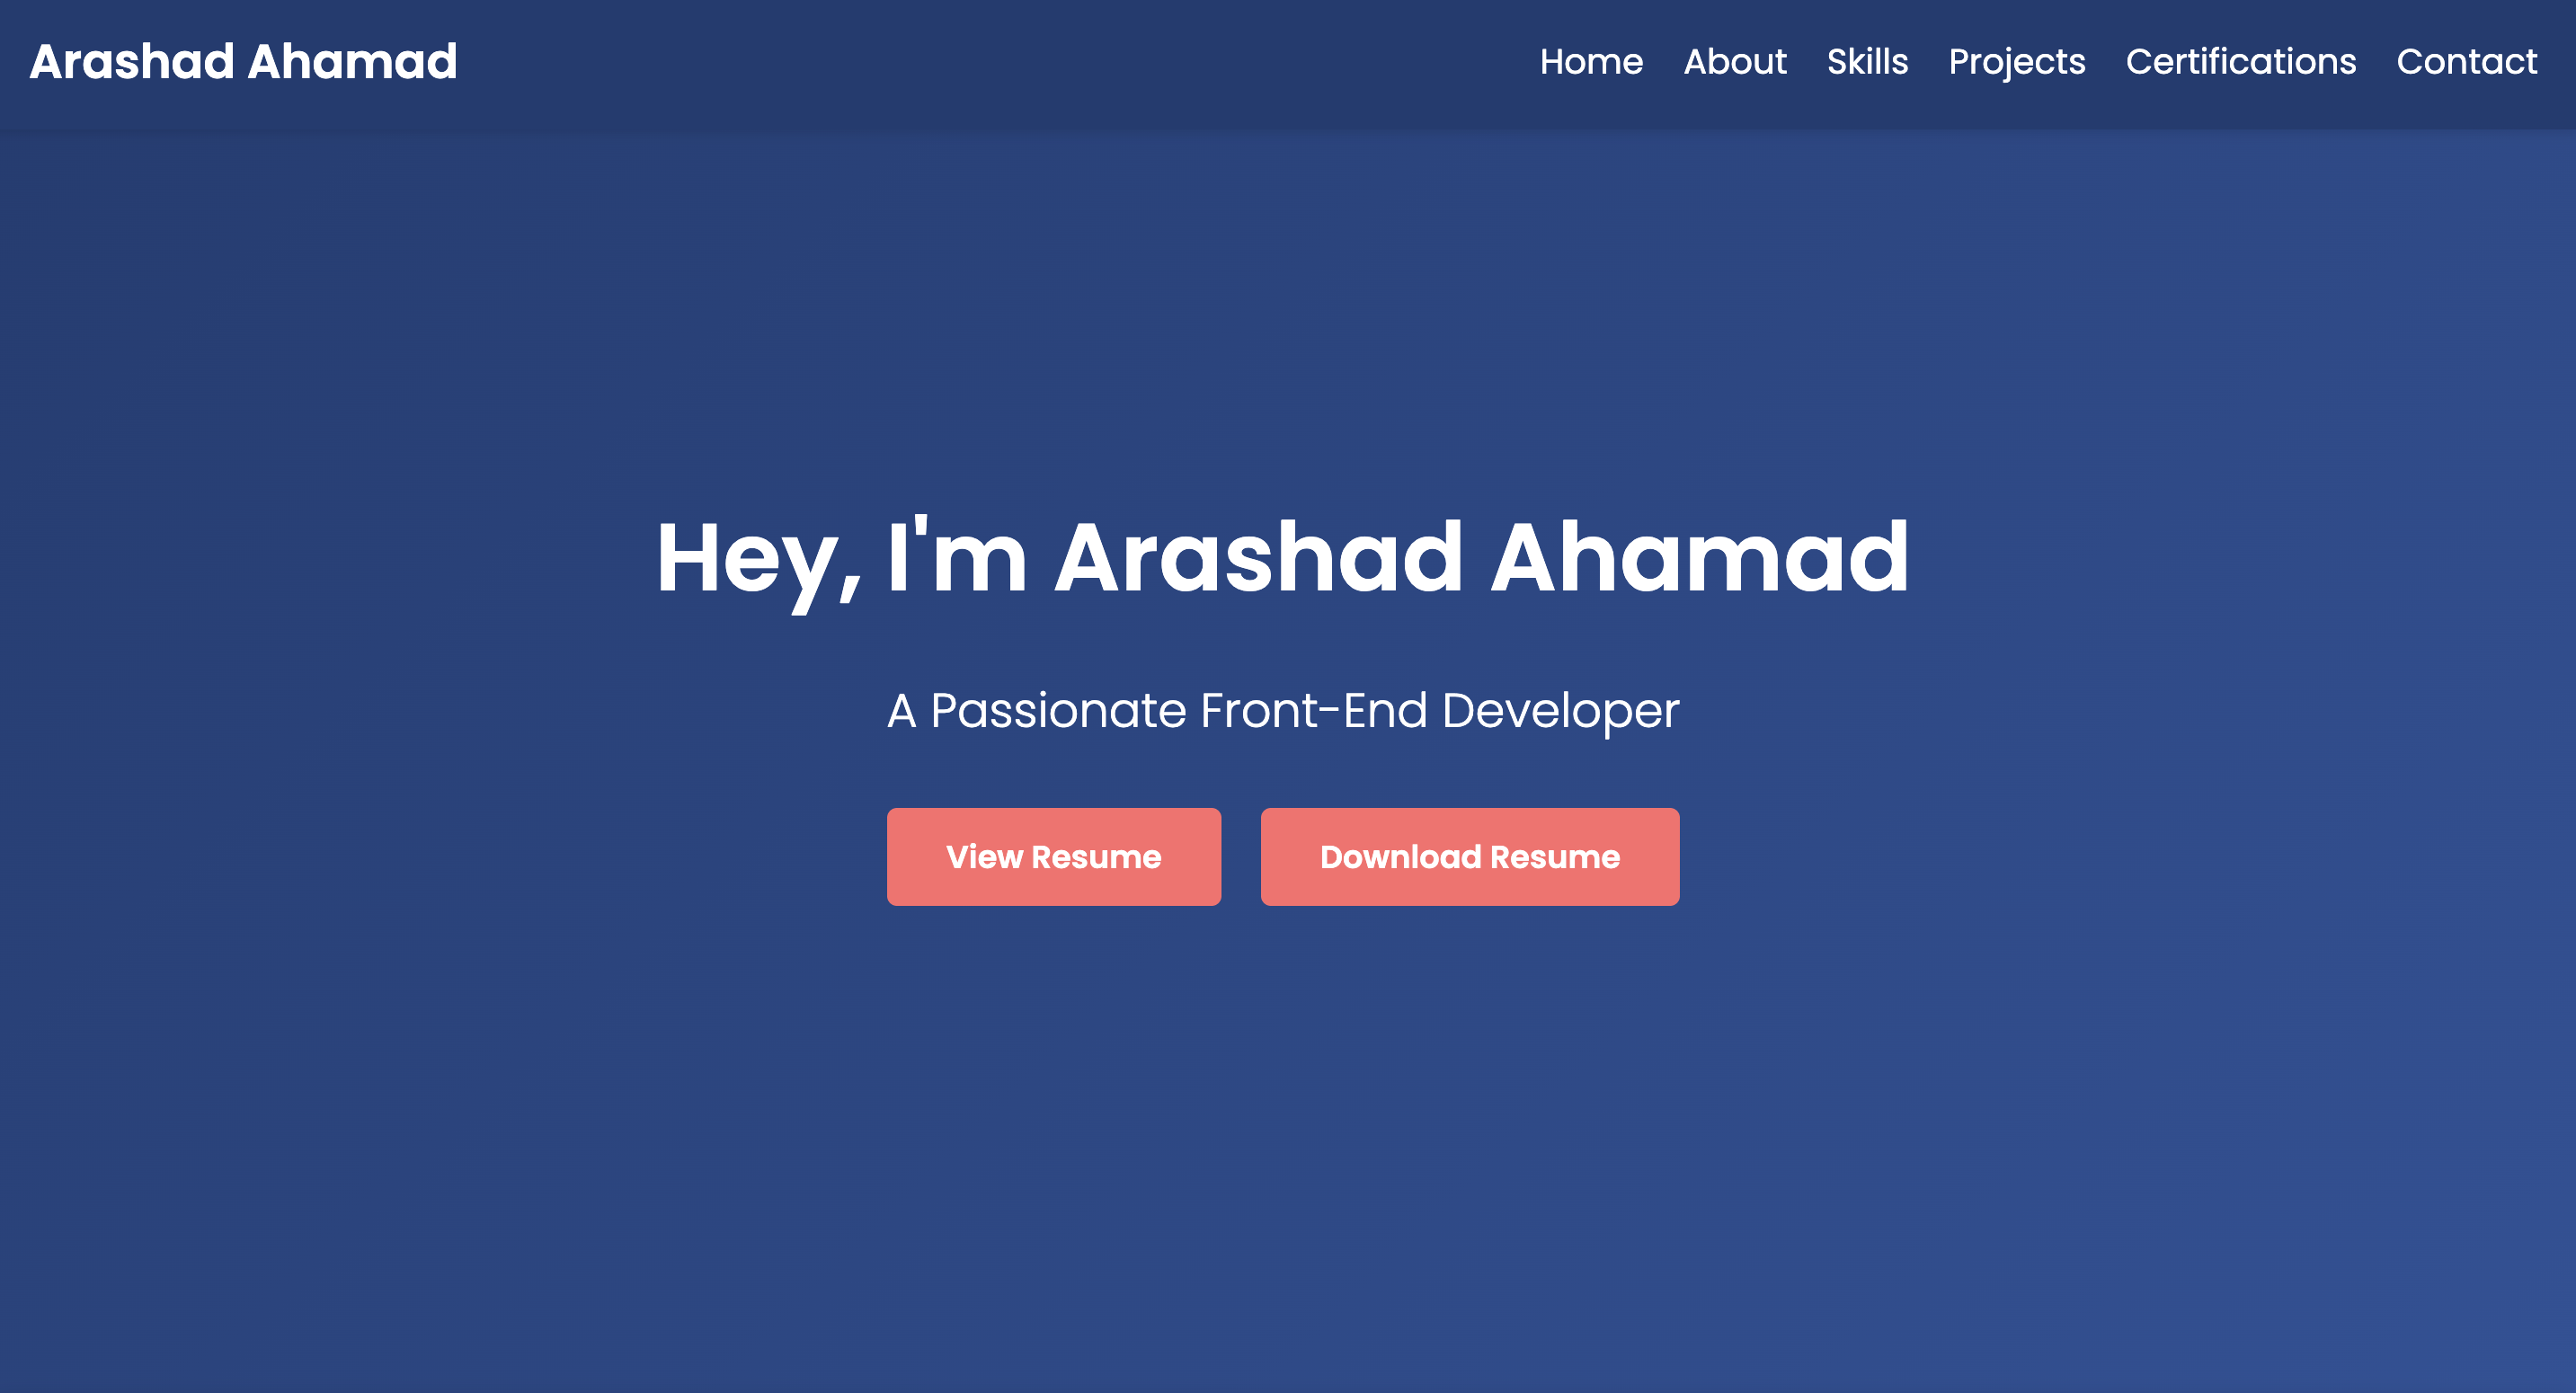 Arashad Ahamad
Home About Skills Projects Certifications Contact
Hey, I'm Arashad Ahamad
A Passionate Front-End Developer
View Resume
Download Resume